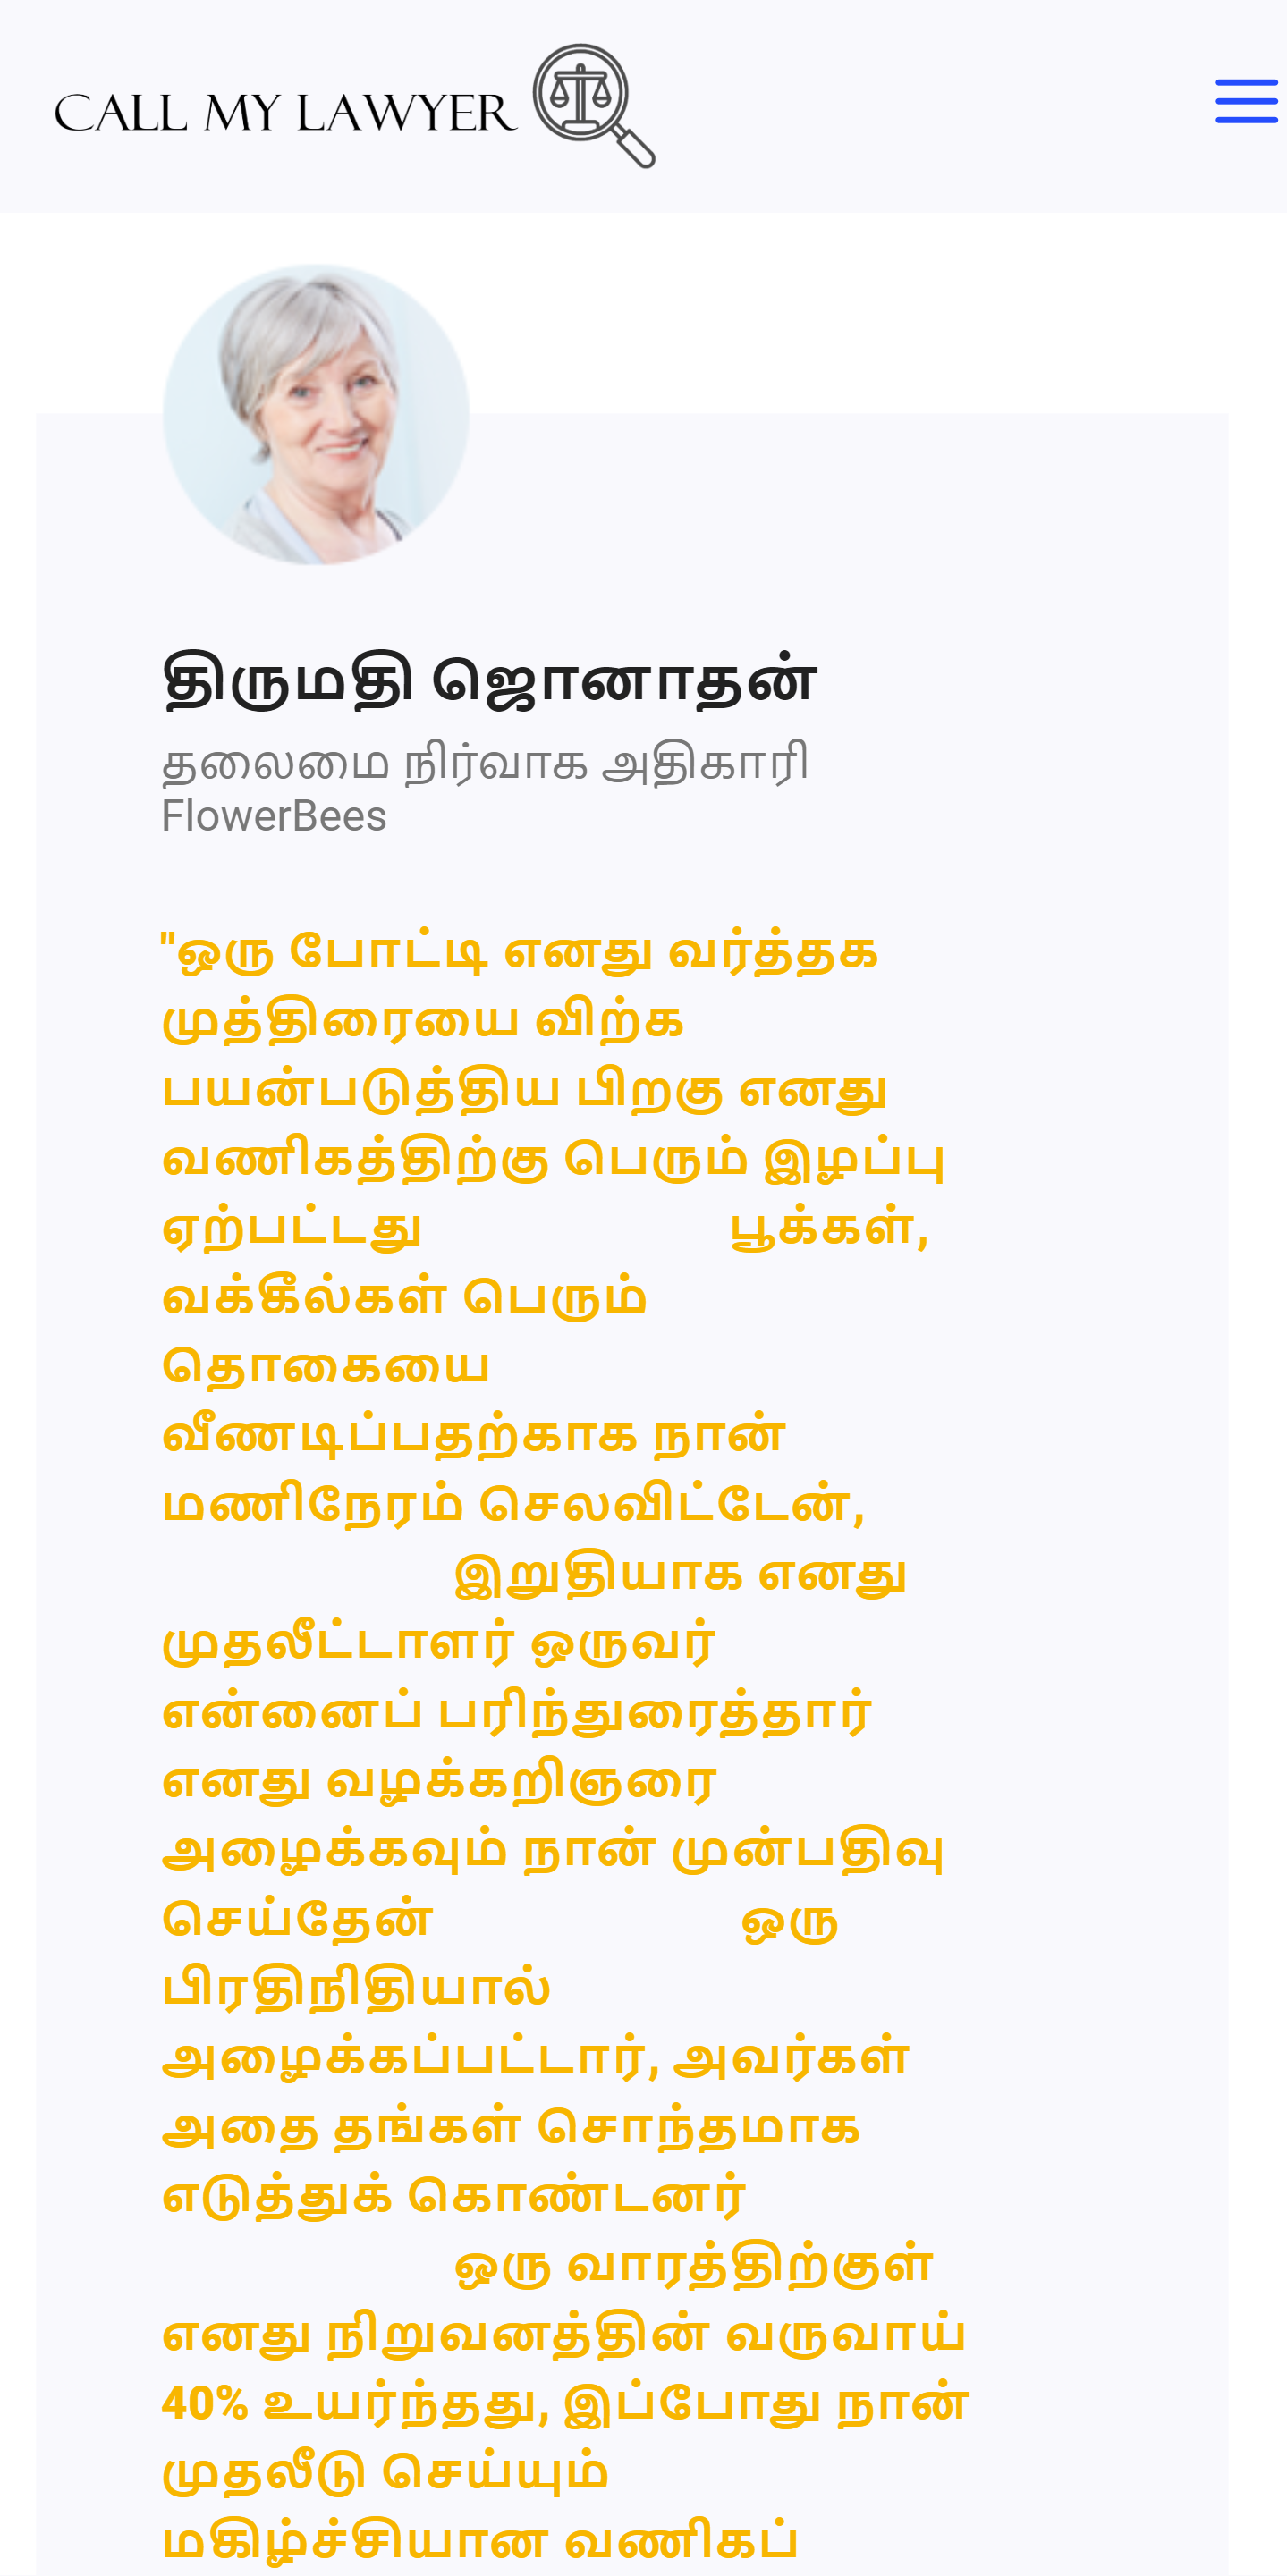 CALL MY LAWYER
திருமதி ஜொனாதன்
தலைமை நிர்வாக அதிகாரி
FlowerBees
"ஒரு போட்டி எனது வர்த்தக
முத்திரையை விற்க
பயன்படுத்திய பிறகு எனது
வணிகத்திற்கு பெரும் இழப்பு
ஏற்பட்டது பூக்கள்,
வக்கீல்கள் பெரும்
தொகையை
வீணடிப்பதற்காக நான்
மணிநேரம் செலவிட்டேன்,
இறுதியாக எனது
முதலீட்டாளர் ஒருவர்
என்னைப் பரிந்துரைத்தார்
எனது வழக்கறிஞரை
அழைக்கவும் நான் முன்பதிவு
செய்தேன் ஒரு
பிரதிநிதியால்
அழைக்கப்பட்டார், அவர்கள்
அதை தங்கள் சொந்தமாக
எடுத்துக் கொண்டனர்
ஒரு வாரத்திற்குள்
எனது நிறுவனத்தின் வருவாய்
40% உயர்ந்தது, இப்போது நான்
முதலீடு செய்யும்
மகிழ்ச்சியான வணிகப்